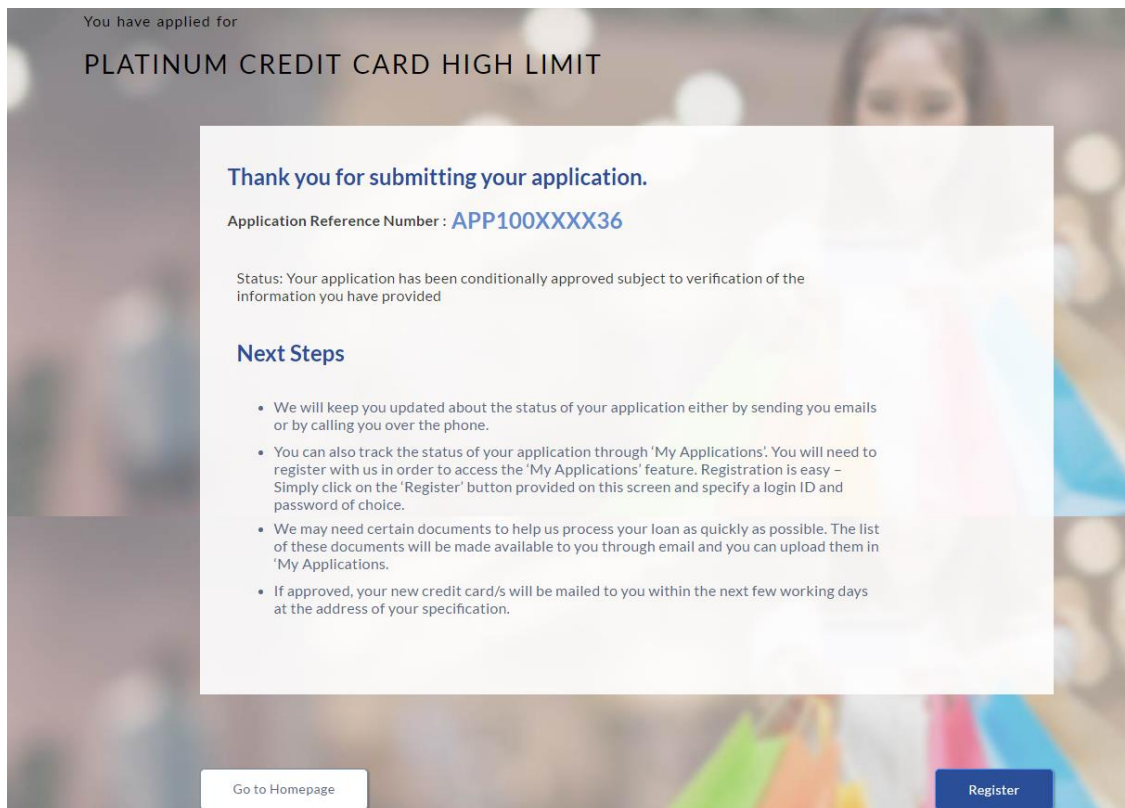 You have applied for
PLATINUM CREDIT CARD HIGH LIMIT
Thank you for submitting your application.
Application Reference Number : APP100XXXX36
Status: Your application has been conditionally approved subject to verification of the
information you have provided
Next Steps
• We will keep you updated about the status of your application either by sending you emails
or by calling you over the phone.
• You can also track the status of your application through ‘My Applications’. You will need to
register with us in order to access the ‘My Applications’ feature. Registration is easy –
Simply click on the ‘Register’ button provided on this screen and specify a login ID and
password of choice.
• We may need certain documents to help us process your loan as quickly as possible. The list
of these documents will be made available to you through email and you can upload them in
‘My Applications.
• If approved, your new credit card/s will be mailed to you within the next few working days
at the address of your specification.
Go to Homepage
Register